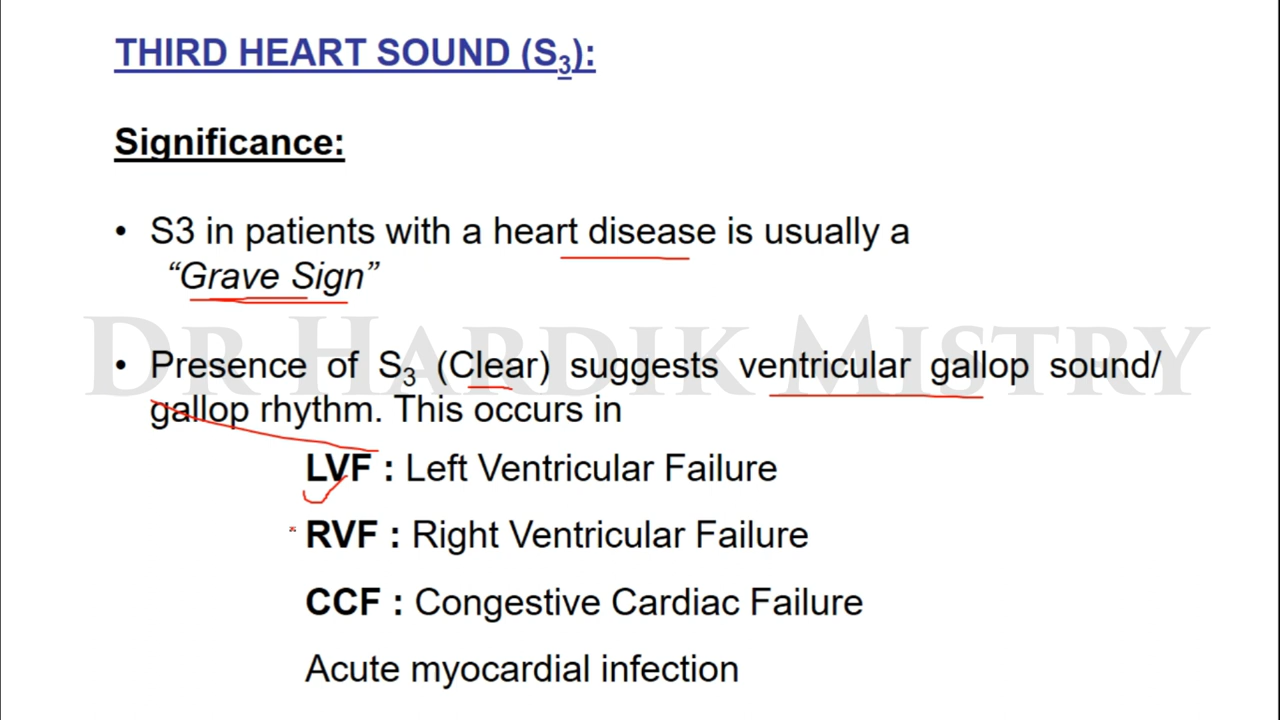 THIRD HEART SOUND (S₃):
Significance:
• S3 in patients with a heart disease is usually a
“Grave Sign”
DR HARDIK MISTRY
• Presence of S₃ (Clear) suggests ventricular gallop sound/
gallop rhythm. This occurs in
LVF : Left Ventricular Failure
RVF : Right Ventricular Failure
CCF : Congestive Cardiac Failure
Acute myocardial infection